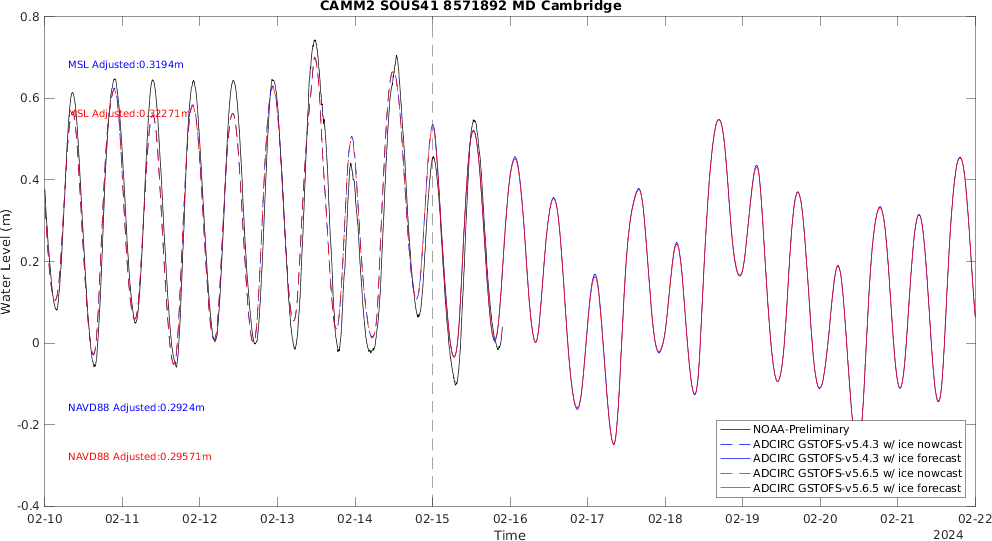 CAMM2 SOUS41 8571892 MD Cambridge
0.8
0.6
0.4
0.2
0
-0.2
-0.4
Water Level (m)
MSL Adjusted:0.3194m
MSL Adjusted:0.32271m
NAVD88 Adjusted:0.2924m
NAVD88 Adjusted:0.29571m
NOAA-Preliminary
ADCIRC GSTOFS-v5.4.3 w/ ice nowcast
ADCIRC GSTOFS-v5.4.3 w/ ice forecast
ADCIRC GSTOFS-v5.6.5 w/ ice nowcast
ADCIRC GSTOFS-v5.6.5 w/ ice forecast
02-10 02-11 02-12 02-13 02-14 02-15 02-16 02-17 02-18 02-19 02-20 02-21 02-22
Time
2024